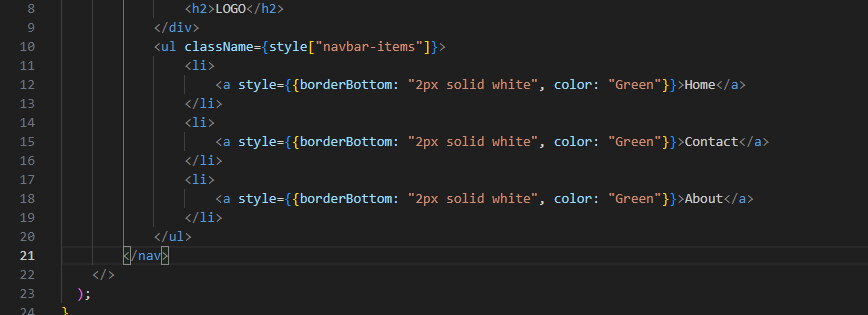 8 <h2>LOGO</h2>
9 </div>
10 <ul className={style["navbar-items"]}>
11 <li>
12 <a style={{borderBottom: "2px solid white", color: "Green"}}>Home</a>
13 </li>
14 <li>
15 <a style={{borderBottom: "2px solid white", color: "Green"}}>Contact</a>
16 </li>
17 <li>
18 <a style={{borderBottom: "2px solid white", color: "Green"}}>About</a>
19 </li>
20 </ul>
21 </nav>
22 </>
23 );
24 }